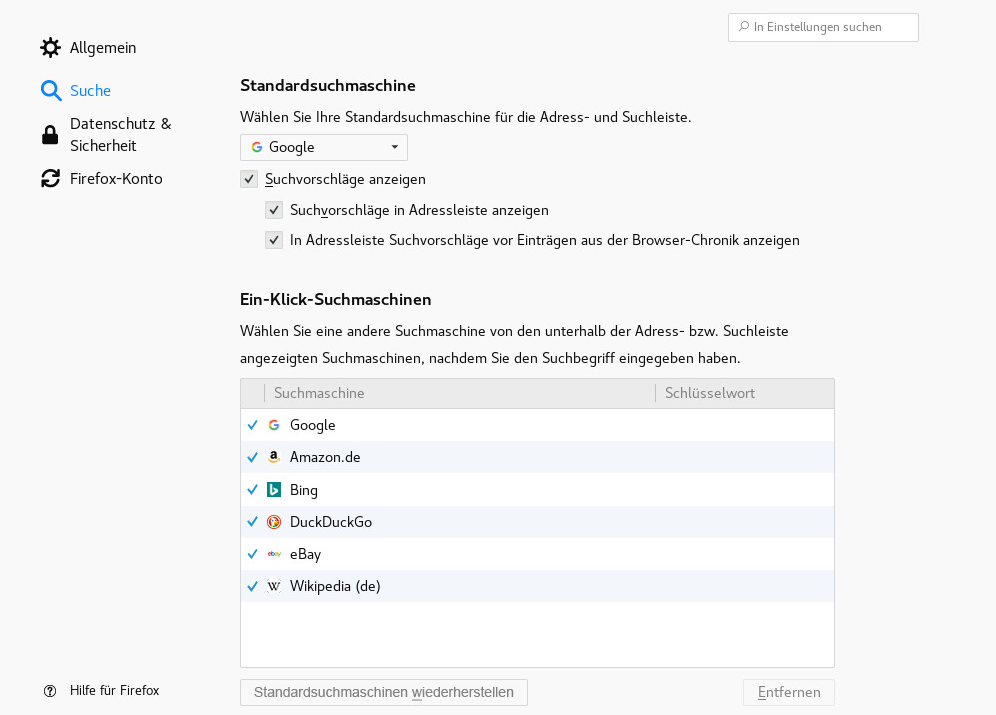 In Einstellungen suchen
Allgemein
Suche
Datenschutz &
Sicherheit
Firefox-Konto
Standardsuchmaschine
Wählen Sie Ihre Standardsuchmaschine für die Adress- und Suchleiste.
Google
Suchvorschläge anzeigen
Suchvorschläge in Adressleiste anzeigen
In Adressleiste Suchvorschläge vor Einträgen aus der Browser-Chronik anzeigen
Ein-Klick-Suchmaschinen
Wählen Sie eine andere Suchmaschine von den unterhalb der Adress- bzw. Suchleiste
angezeigten Suchmaschinen, nachdem Sie den Suchbegriff eingegeben haben.
Suchmaschine Schlüsselwort
Google
Amazon.de
Bing
DuckDuckGo
eBay
Wikipedia (de)
Hilfe für Firefox
Standardsuchmaschinen wiederherstellen
Entfernen